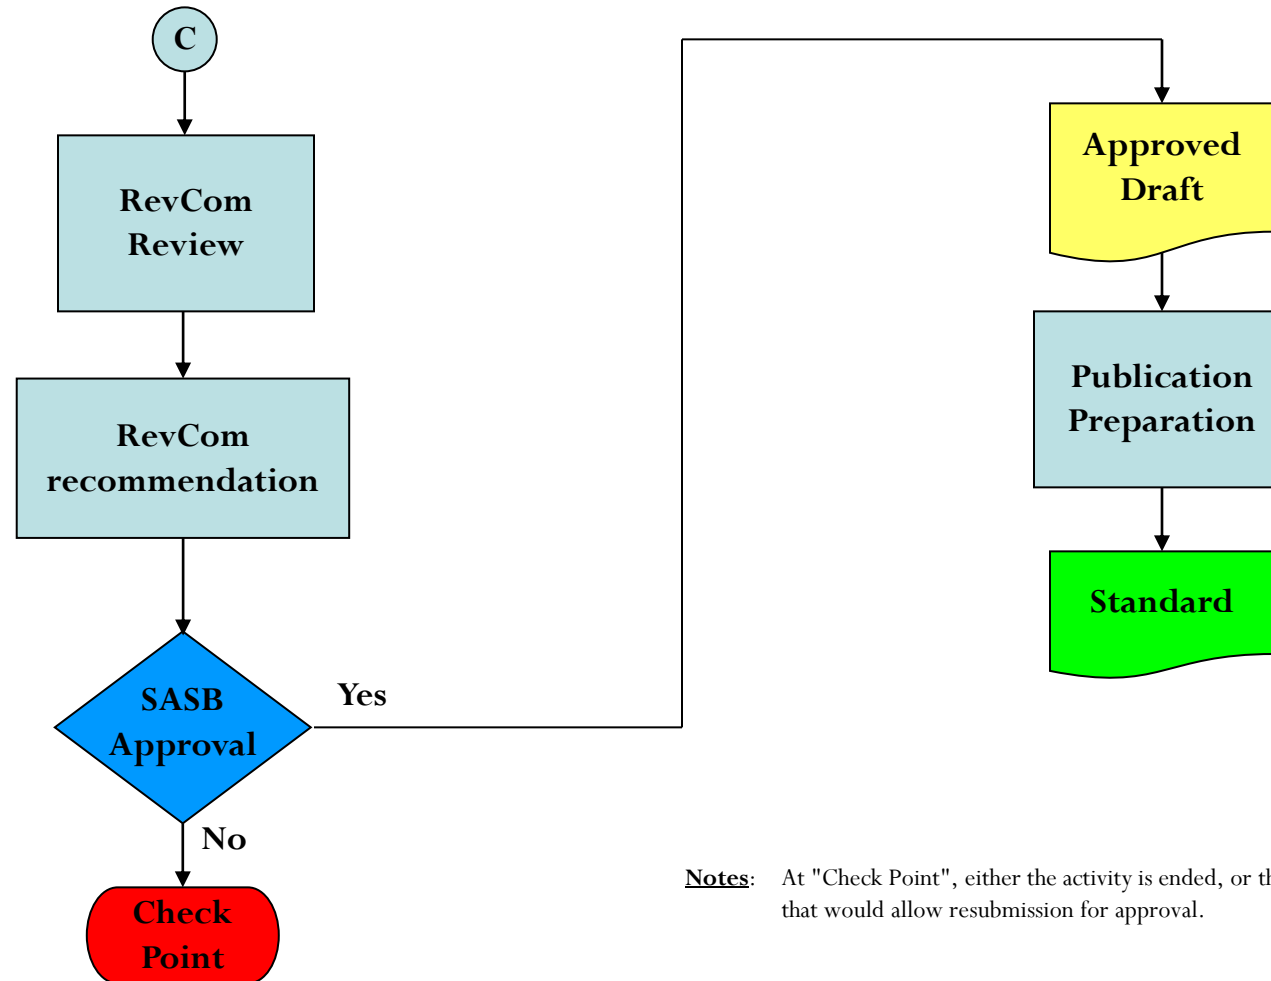 C
RevCom
Review
RevCom
recommendation
SASB
Approval
Yes
No
Check
Point
Approved
Draft
Publication
Preparation
Standard
Notes: At "Check Point", either the activity is ended, or
that would allow resubmission for approval.